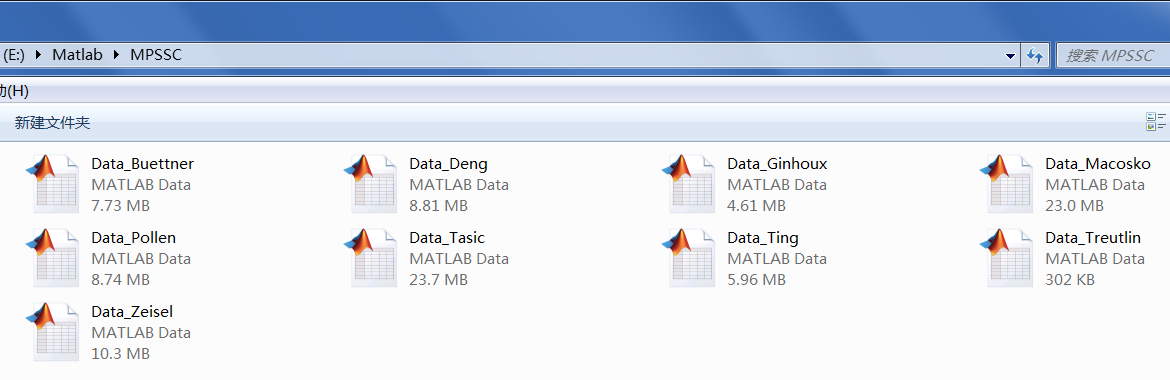 (E:) Matlab MPSSC
搜索 MPSSC
(H)
新建文件夹
Data_Buettner
MATLAB Data
7.73 MB
Data_Deng
MATLAB Data
8.81 MB
Data_Ginhoux
MATLAB Data
4.61 MB
Data_Macosko
MATLAB Data
23.0 MB
Data_Pollen
MATLAB Data
8.74 MB
Data_Tasic
MATLAB Data
23.7 MB
Data_Ting
MATLAB Data
5.96 MB
Data_Treutlin
MATLAB Data
302 KB
Data_Zeisel
MATLAB Data
10.3 MB